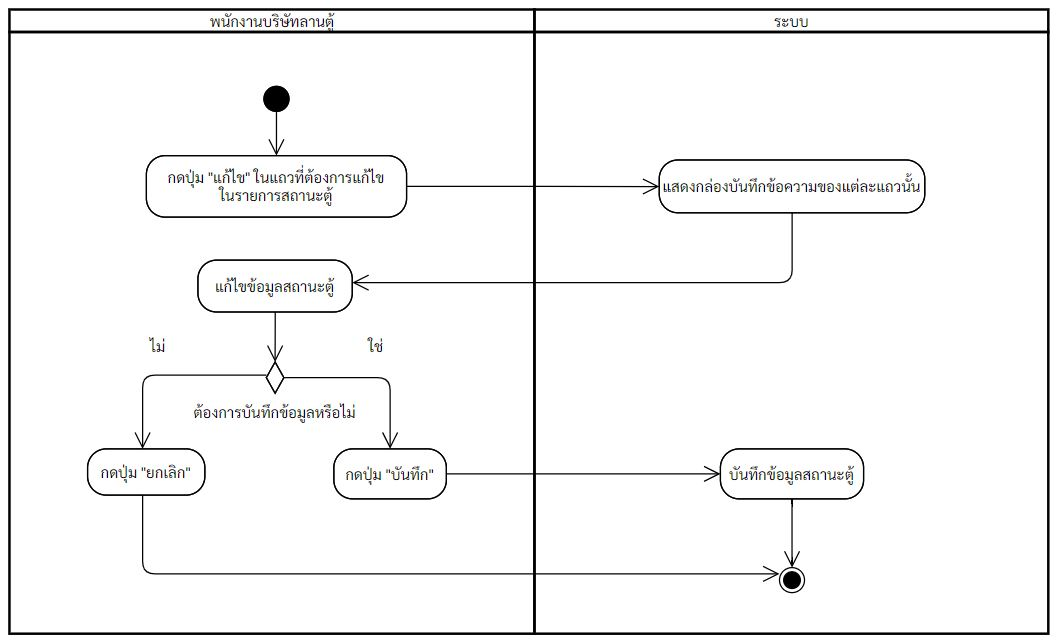 พนักงานบริษัทลานตู้
ระบบ
กดปุ่ม "แก้ไข" ในแถวที่ต้องการแก้ไข
ในรายการสถานะตู้
แสดงกล่องบันทึกข้อความของแต่ละแถวนั้น
แก้ไขข้อมูลสถานะตู้
ไม่
ใช่
ต้องการบันทึกข้อมูลหรือไม่
กดปุ่ม "ยกเลิก"
กดปุ่ม "บันทึก"
บันทึกข้อมูลสถานะตู้